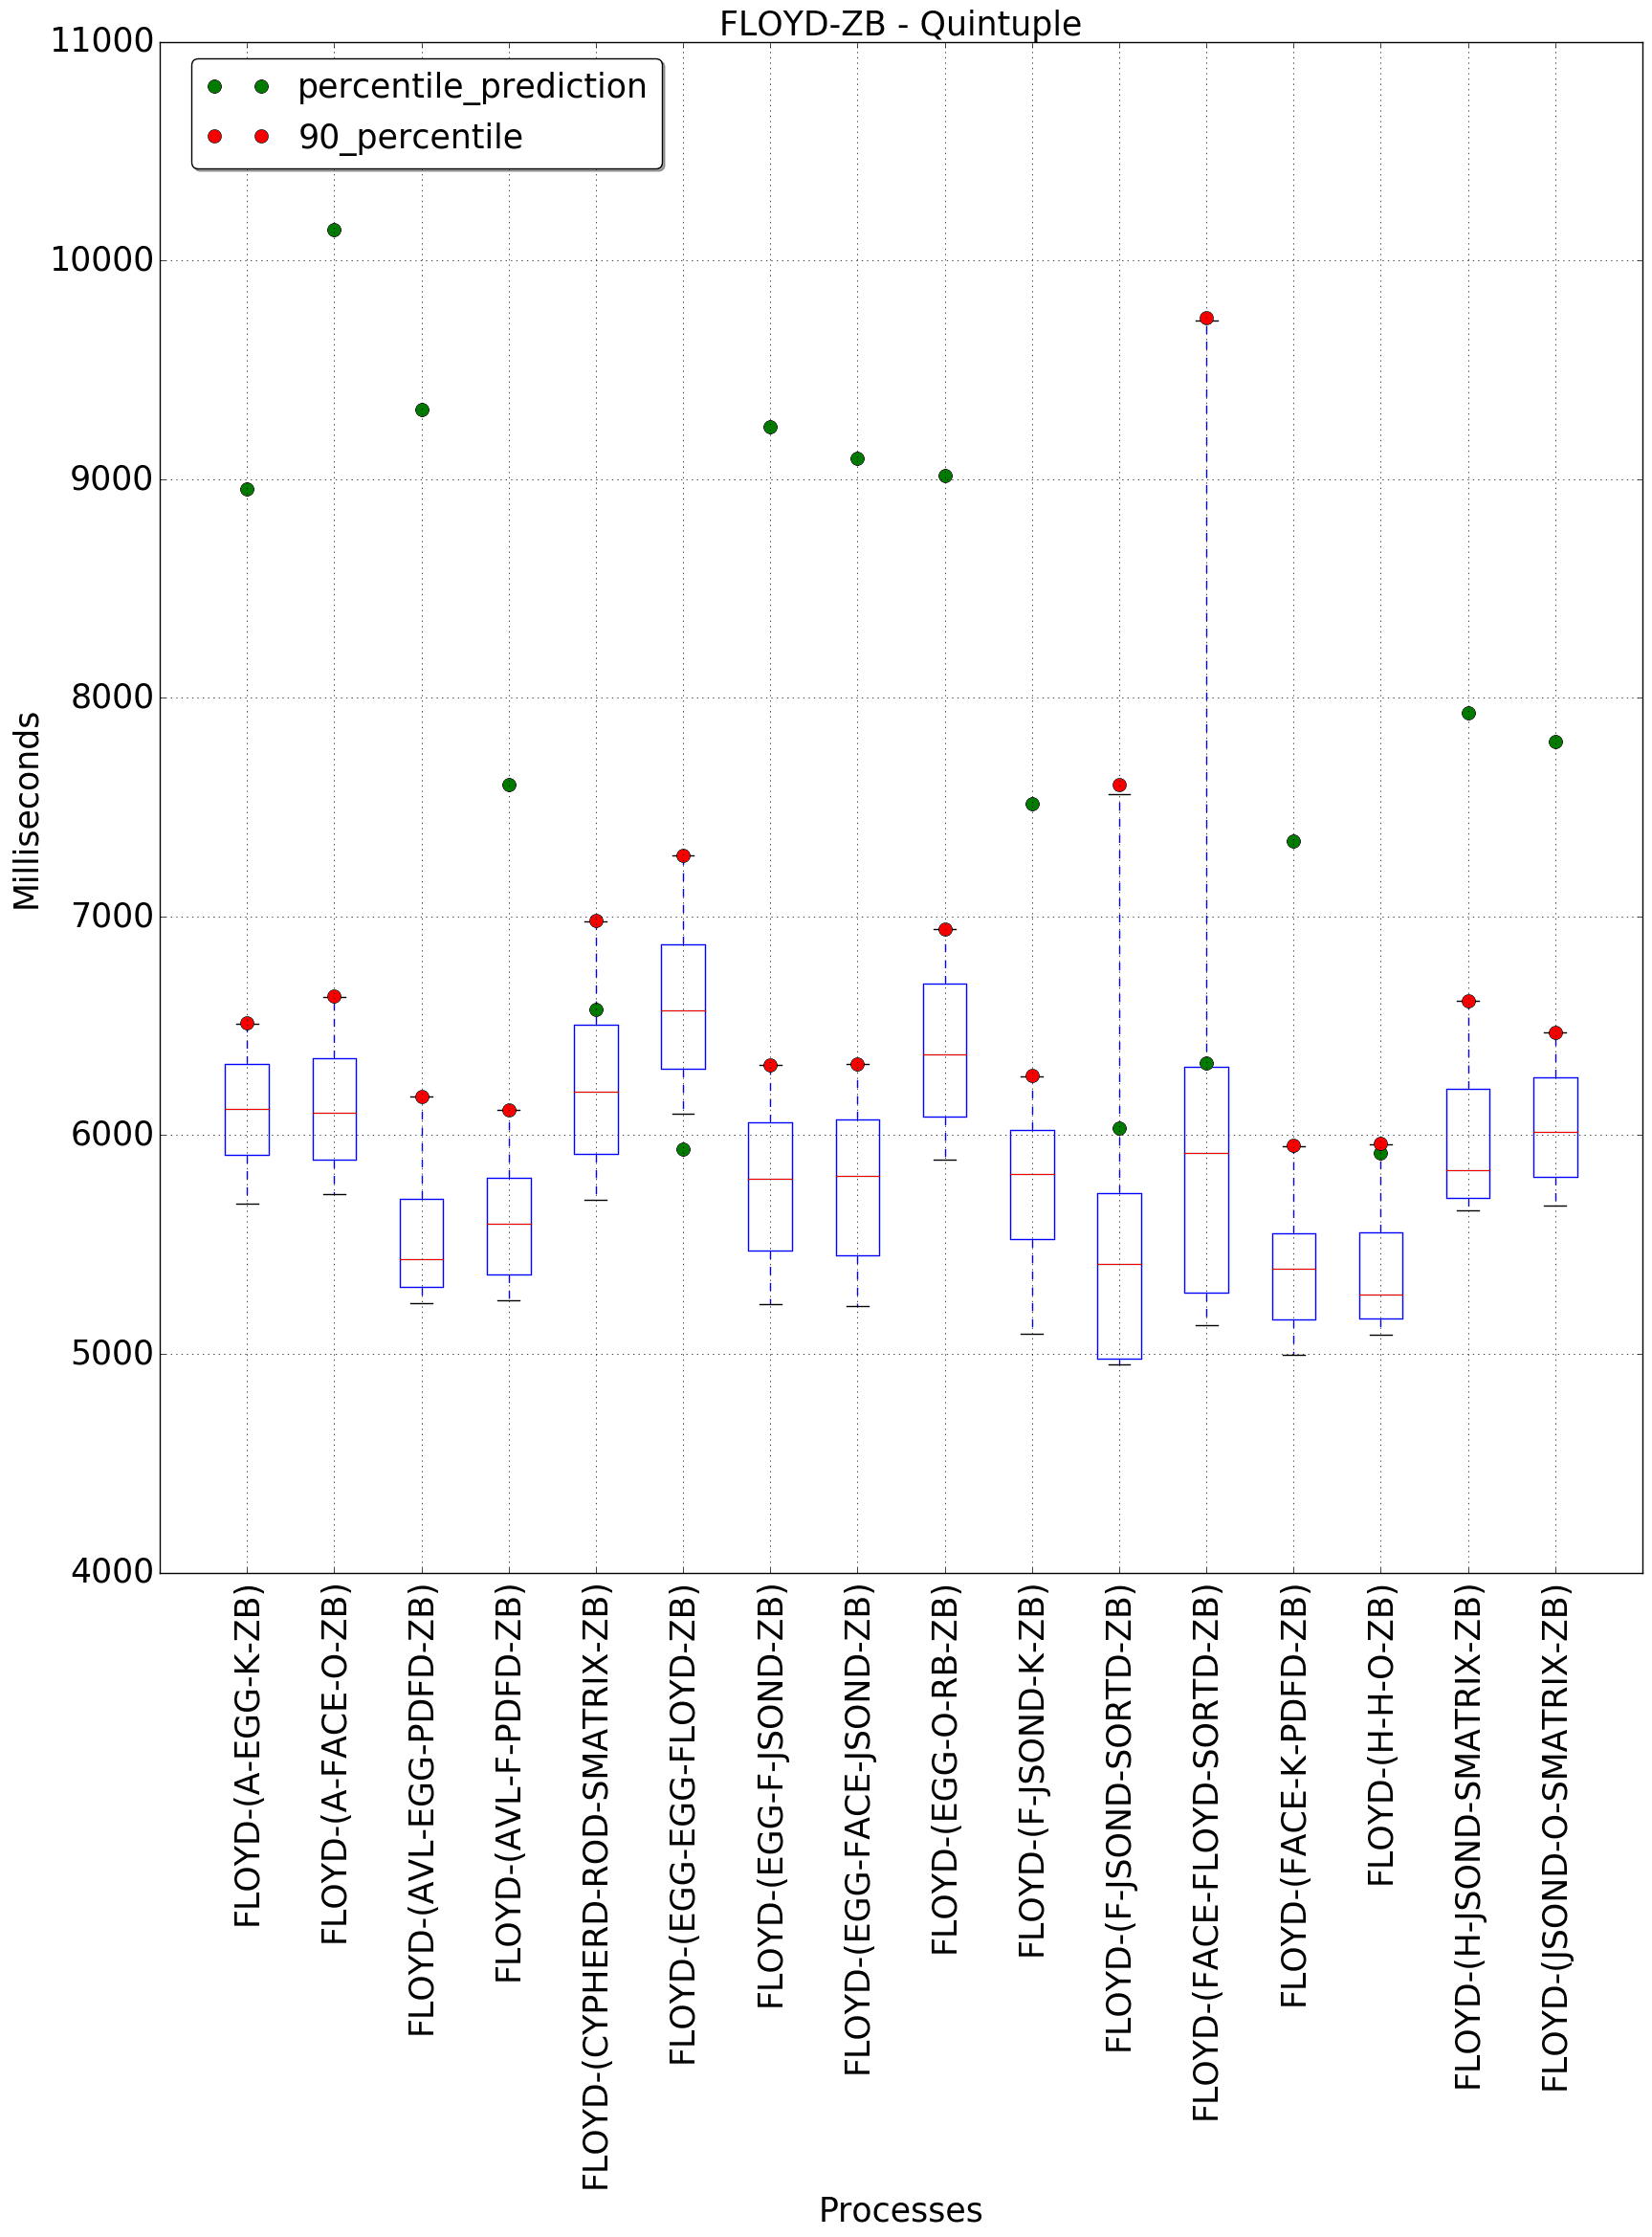 FLOYD-ZB - Quintuple
percentile_prediction
90_percentile
11000
10000
9000
8000
7000
6000
5000
4000
Milliseconds
FLOYD-(A-EGG-K-ZB)
FLOYD-(A-FACE-O-ZB)
FLOYD-(AVL-EGG-PDFD-ZB)
FLOYD-(AVL-F-PDFD-ZB)
FLOYD-(CYPHERD-ROD-SMATRIX-ZB)
FLOYD-(EGG-EGG-FLOYD-ZB)
FLOYD-(EGG-F-JSOND-ZB)
FLOYD-(EGG-FACE-JSOND-ZB)
FLOYD-(EGG-O-RB-ZB)
FLOYD-(F-JSOND-K-ZB)
FLOYD-(F-JSOND-SORTD-ZB)
FLOYD-(FACE-FLOYD-SORTD-ZB)
FLOYD-(FACE-K-PDFD-ZB)
FLOYD-(H-H-O-ZB)
FLOYD-(H-JSOND-SMATRIX-ZB)
FLOYD-(JSOND-O-SMATRIX-ZB)
Processes